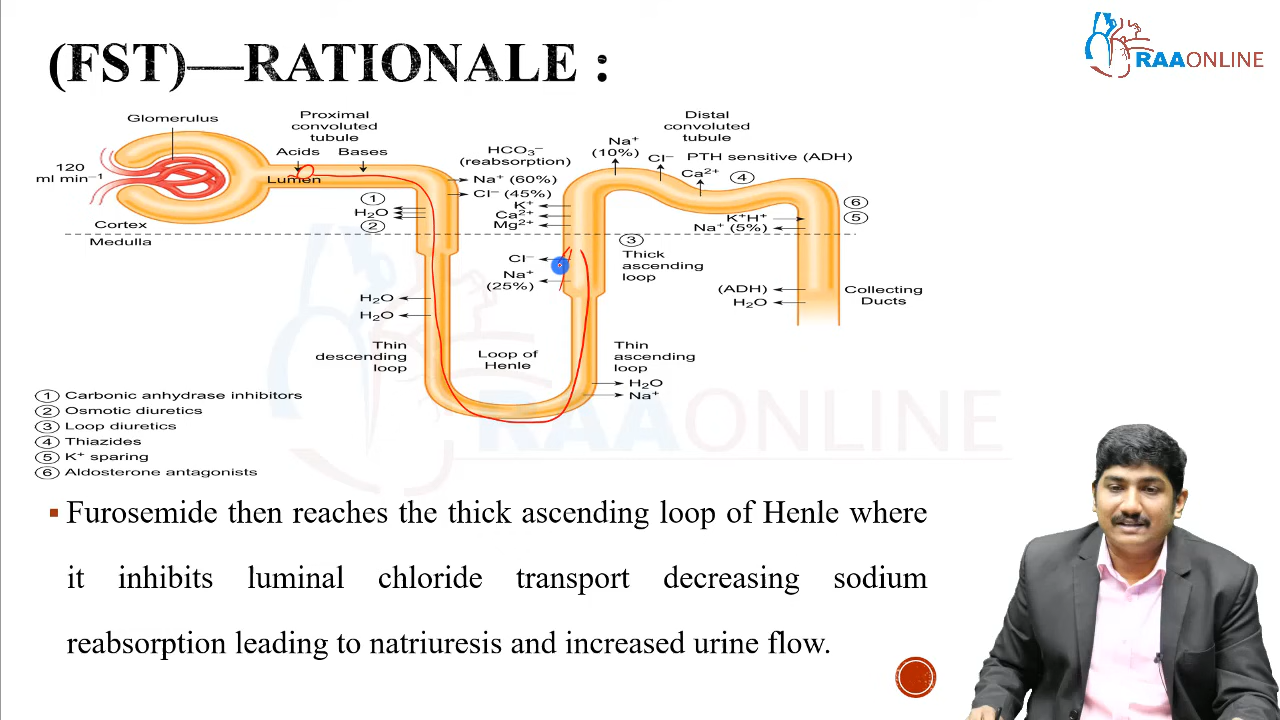 (FST)—RATIONALE :
RAAONLINE
Glomerulus
Proximal
convoluted
tubule
Acids Bases
Lumen
120
ml min⁻¹
Cortex
Medulla
1
H₂O
2
HCO₃⁻
(reabsorption)
Na⁺ (60%)
Cl⁻ (45%)
K⁺
Ca²⁺
Mg²⁺
Cl⁻
Na⁺
(25%)
Na⁺
(10%)
Cl⁻
Distal
convoluted
tubule
PTH sensitive (ADH)
Ca²⁺ 4
6
5
K⁺H⁺
Na⁺ (5%)
3
Thick
ascending
loop
(ADH)
H₂O
Collecting
Ducts
H₂O
H₂O
Thin
descending
loop
Loop of
Henle
Thin
ascending
loop
H₂O
Na⁺
1 Carbonic anhydrase inhibitors
2 Osmotic diuretics
3 Loop diuretics
4 Thiazides
5 K⁺ sparing
6 Aldosterone antagonists
RAAONLINE
▪ Furosemide then reaches the thick ascending loop of Henle where
it inhibits luminal chloride transport decreasing sodium
reabsorption leading to natriuresis and increased urine flow.